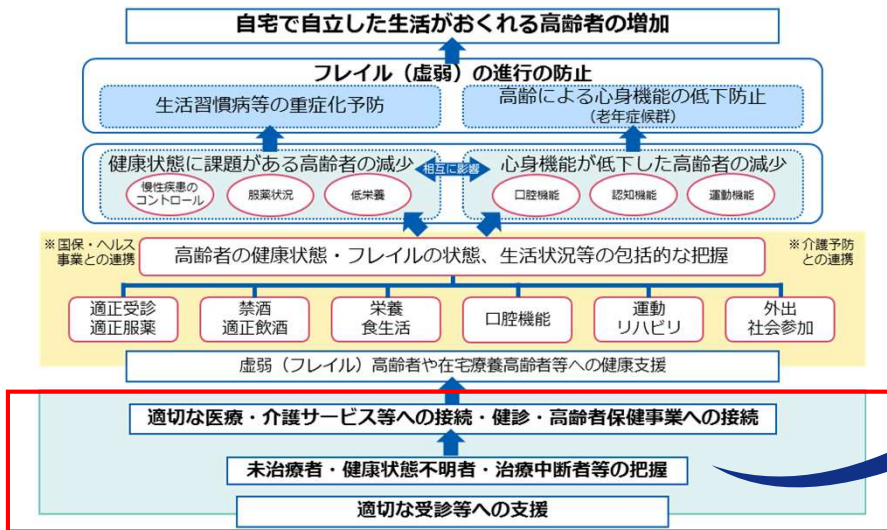 自宅で自立した生活がおくれる高齢者の増加
フレイル（虚弱）の進行の防止
生活習慣病等の重症化予防
高齢による心身機能の低下防止
（老年症候群）
健康状態に課題がある高齢者の減少
相互に影響
心身機能が低下した高齢者の減少
慢性疾患の
コントロール
服薬状況
低栄養
口腔機能
認知機能
運動機能
※国保・ヘルス
事業との連携
高齢者の健康状態・フレイルの状態、生活状況等の包括的な把握
※介護予防
との連携
適正受診
適正服薬
禁酒
適正飲酒
栄養
食生活
口腔機能
運動
リハビリ
外出
社会参加
虚弱（フレイル）高齢者や在宅療養高齢者等への健康支援
適切な医療・介護サービス等への接続・健診・高齢者保健事業への接続
未治療者・健康状態不明者・治療中断者等の把握
適切な受診等への支援